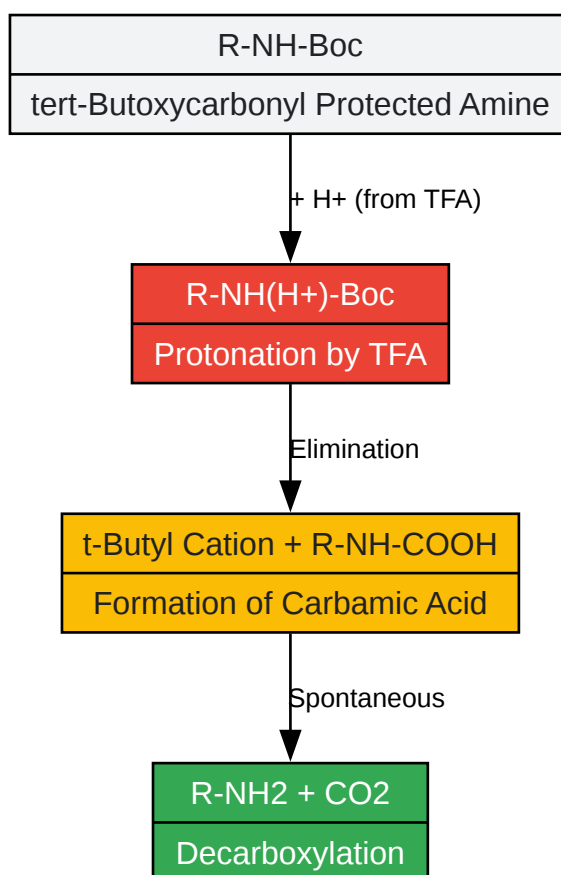 R-NH-Boc
tert-Butoxycarbonyl Protected Amine
+ H+ (from TFA)
R-NH(H+)-Boc
Protonation by TFA
Elimination
t-Butyl Cation + R-NH-COOH
Formation of Carbamic Acid
Spontaneous
R-NH2 + CO2
Decarboxylation